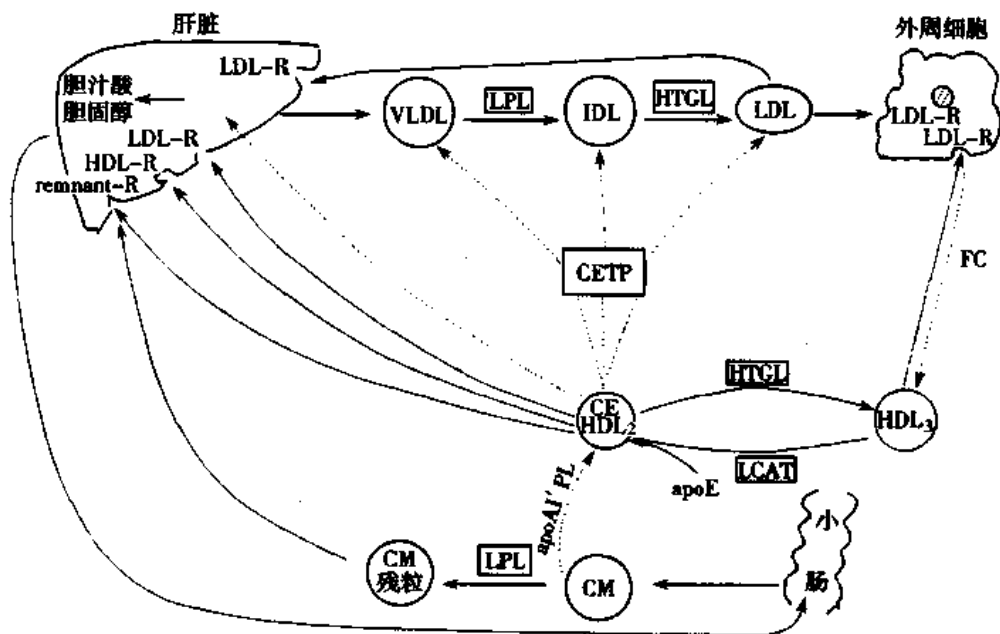 肝脏
外周细胞
LDL-R
胆汁酸
胆固醇
VLDL
LPL
IDL
HTGL
LDL
LDL-R
LDL-R
LDL-R
HDL-R
remnant-R
CETP
FC
HTGL
CE
HDL₂
HDL₃
LCAT
apoE
apoA1' PL
小
肠
CM
残粒
LPL
CM